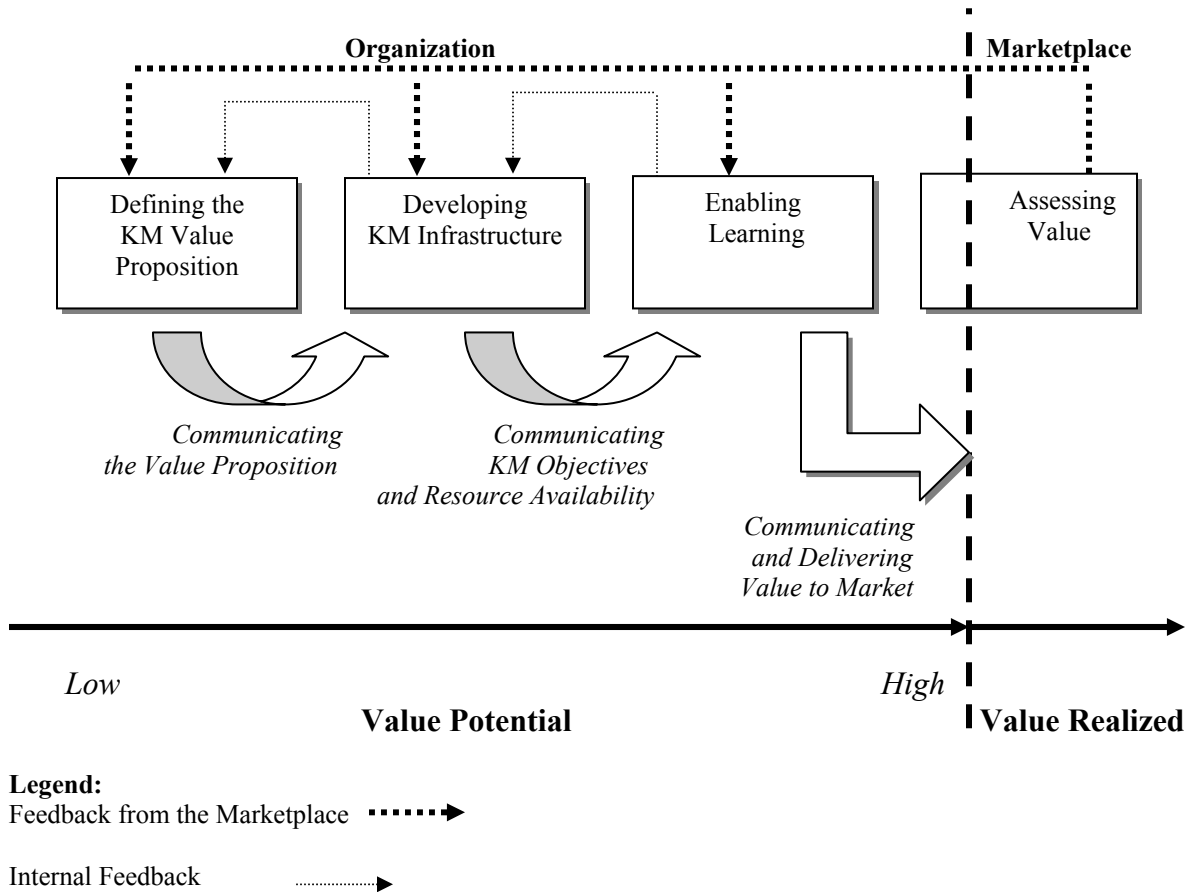 Organization
Marketplace
Defining the
KM Value
Proposition
Developing
KM Infrastructure
Enabling
Learning
Assessing
Value
Communicating
the Value Proposition
Communicating
KM Objectives
and Resource Availability
Communicating
and Delivering
Value to Market
Low
High
Value Potential
Value Realized
Legend:
Feedback from the Marketplace
Internal Feedback